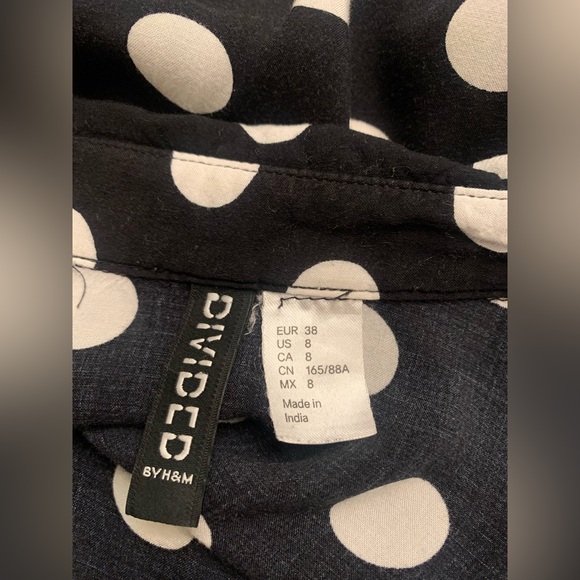 DIVIDED
BY H&M
EUR 38
US 8
CA 8
CN 165/88A
MX 8
Made in
India